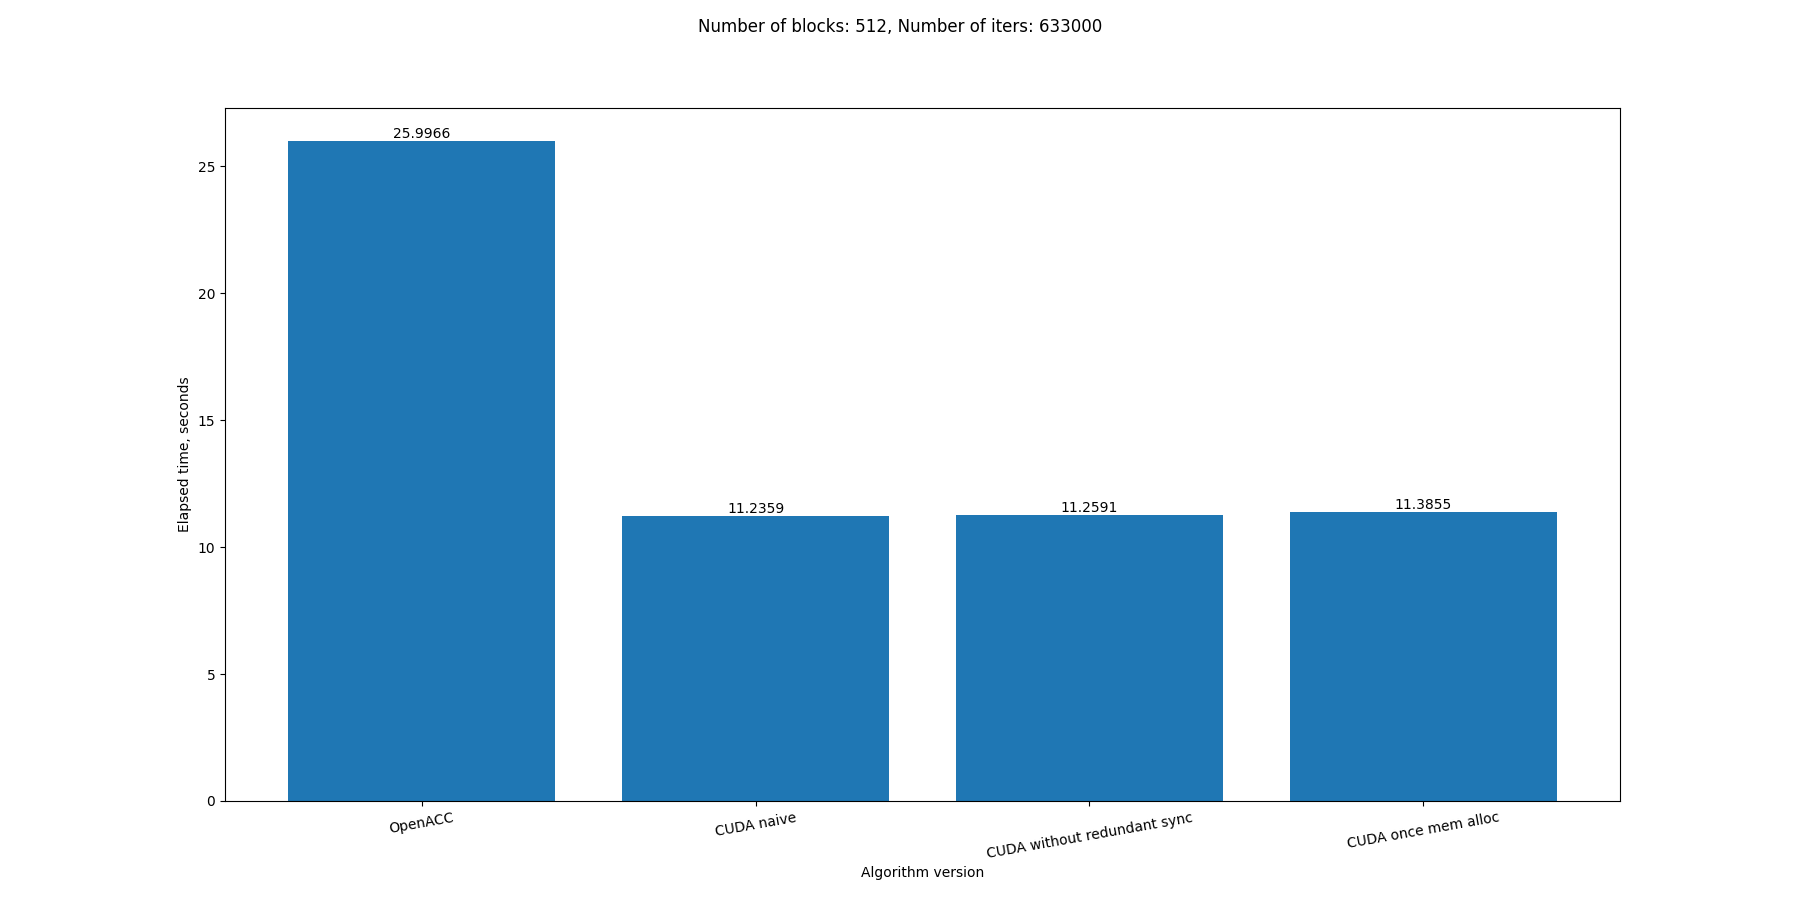 Number of blocks: 512, Number of iters: 633000
25.9966
11.2359
11.2591
11.3855
25
20
15
10
5
0
Elapsed time, seconds
OpenACC
CUDA naive
CUDA without redundant sync
CUDA once mem alloc
Algorithm version